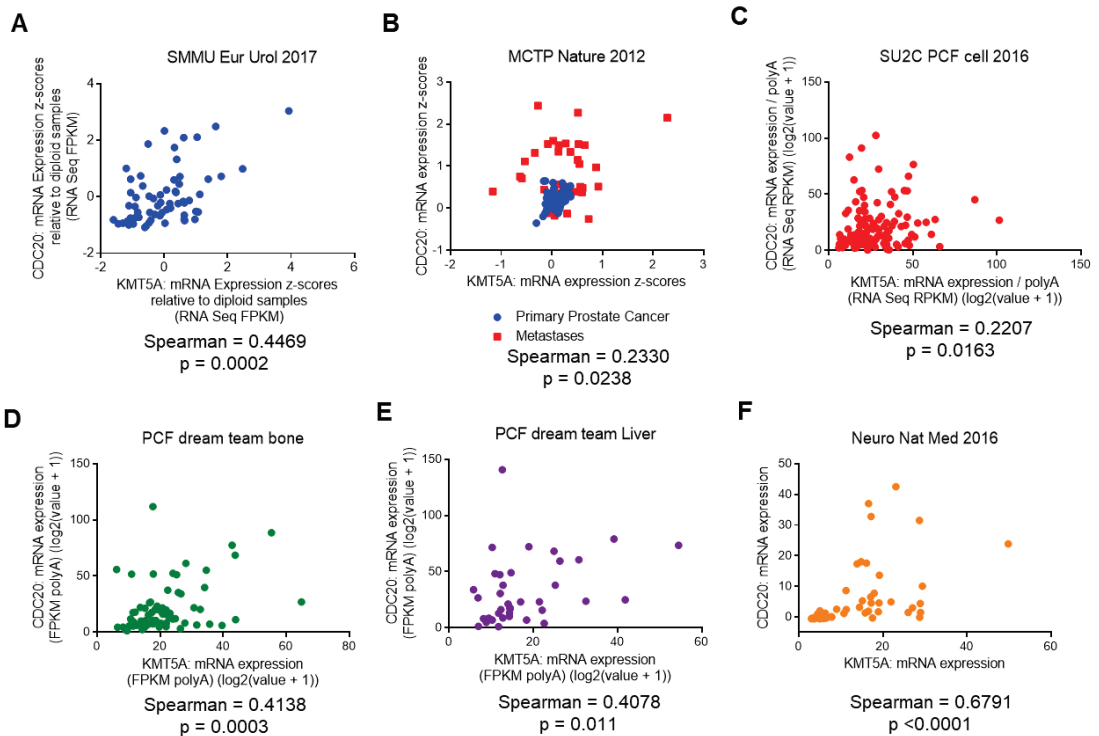 A
SMMU Eur Urol 2017
CDC20: mRNA Expression z-scores
relative to diploid samples
(RNA Seq FPKM)
4
2
0
-2
-2
0
2
4
6
KMT5A: mRNA Expression z-scores
relative to diploid samples
(RNA Seq FPKM)
Spearman = 0.4469
p = 0.0002
B
MCTP Nature 2012
CDC20: mRNA expression z-scores
3
2
1
0
-1
-2
-1
0
1
2
3
KMT5A: mRNA expression z-scores
Primary Prostate Cancer
Metastases
Spearman = 0.2330
p = 0.0238
C
SU2C PCF cell 2016
CDC20: mRNA expression / polyA
(RNA Seq RPKM) (log2(value + 1))
150
100
50
0
0
50
100
150
KMT5A: mRNA expression / polyA
(RNA Seq RPKM) (log2(value + 1))
Spearman = 0.2207
p = 0.0163
D
PCF dream team bone
CDC20: mRNA expression
(FPKM polyA) (log2(value + 1))
150
100
50
0
0
20
40
60
80
KMT5A: mRNA expression
(FPKM polyA) (log2(value + 1))
Spearman = 0.4138
p = 0.0003
E
PCF dream team Liver
CDC20: mRNA expression
(FPKM polyA) (log2(value + 1))
150
100
50
0
0
20
40
60
KMT5A: mRNA expression
(FPKM polyA) (log2(value + 1))
Spearman = 0.4078
p = 0.011
F
Neuro Nat Med 2016
CDC20: mRNA expression
50
40
30
20
10
0
0
20
40
60
KMT5A: mRNA expression
Spearman = 0.6791
p <0.0001